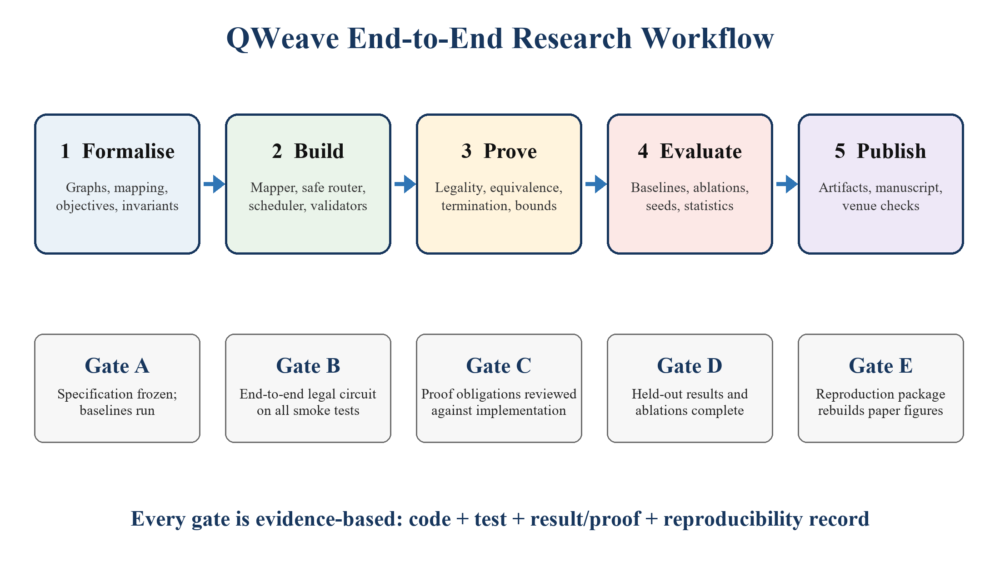 QWeave End-to-End Research Workflow
1 Formalise
Graphs, mapping,
objectives, invariants
2 Build
Mapper, safe router,
scheduler, validators
3 Prove
Legality, equivalence,
termination, bounds
4 Evaluate
Baselines, ablations,
seeds, statistics
5 Publish
Artifacts, manuscript,
venue checks
Gate A
Specification frozen;
baselines run
Gate B
End-to-end legal circuit
on all smoke tests
Gate C
Proof obligations reviewed
against implementation
Gate D
Held-out results and
ablations complete
Gate E
Reproduction package
rebuilds paper figures
Every gate is evidence-based: code + test + result/proof + reproducibility record